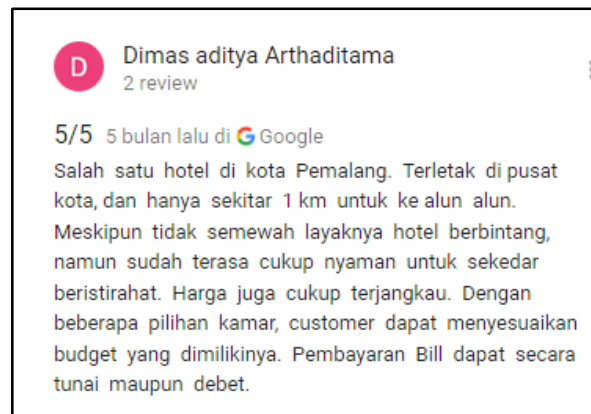 D
Dimas aditya Arthaditama
2 review
5/5 5 bulan lalu di Google
Salah satu hotel di kota Pemalang. Terletak di pusat
kota, dan hanya sekitar 1 km untuk ke alun alun.
Meskipun tidak semewah layaknya hotel berbintang,
namun sudah terasa cukup nyaman untuk sekedar
beristirahat. Harga juga cukup terjangkau. Dengan
beberapa pilihan kamar, customer dapat menyesuaikan
budget yang dimilikinya. Pembayaran Bill dapat secara
tunai maupun debet.